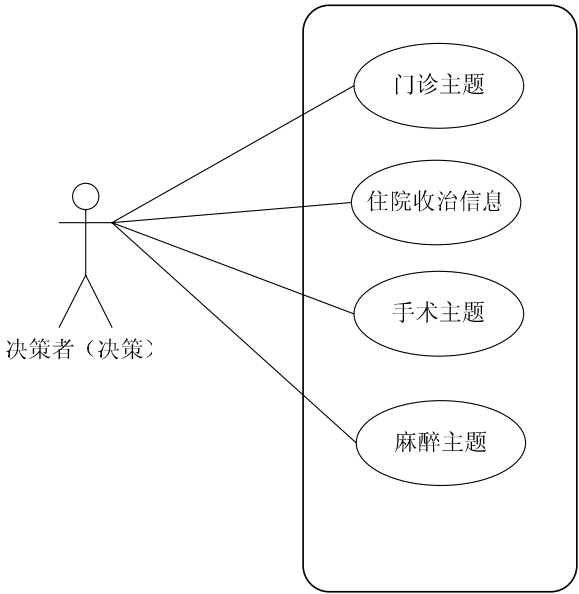 门诊主题
住院收治信息
手术主题
决策者（决策）
麻醉主题